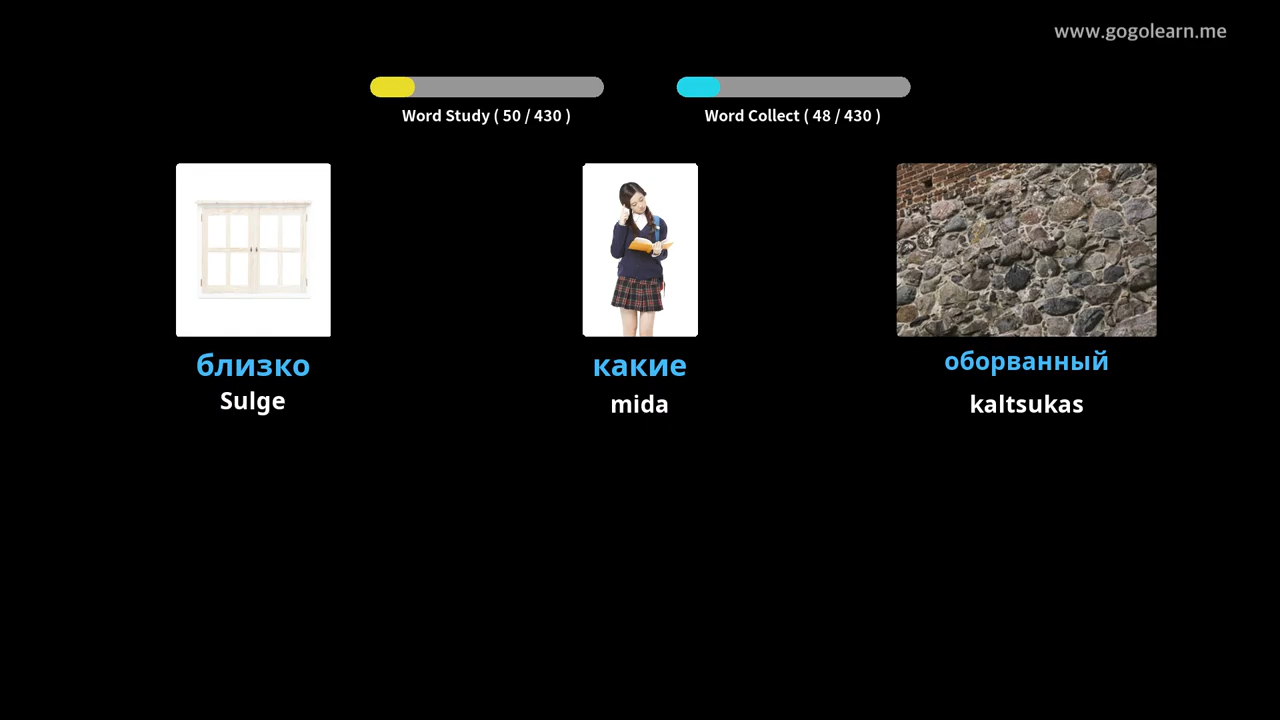 www.gogolearn.me
Word Study ( 50 / 430 )
Word Collect ( 48 / 430 )
близко
Sulge
какие
mida
оборванный
kaltsukas